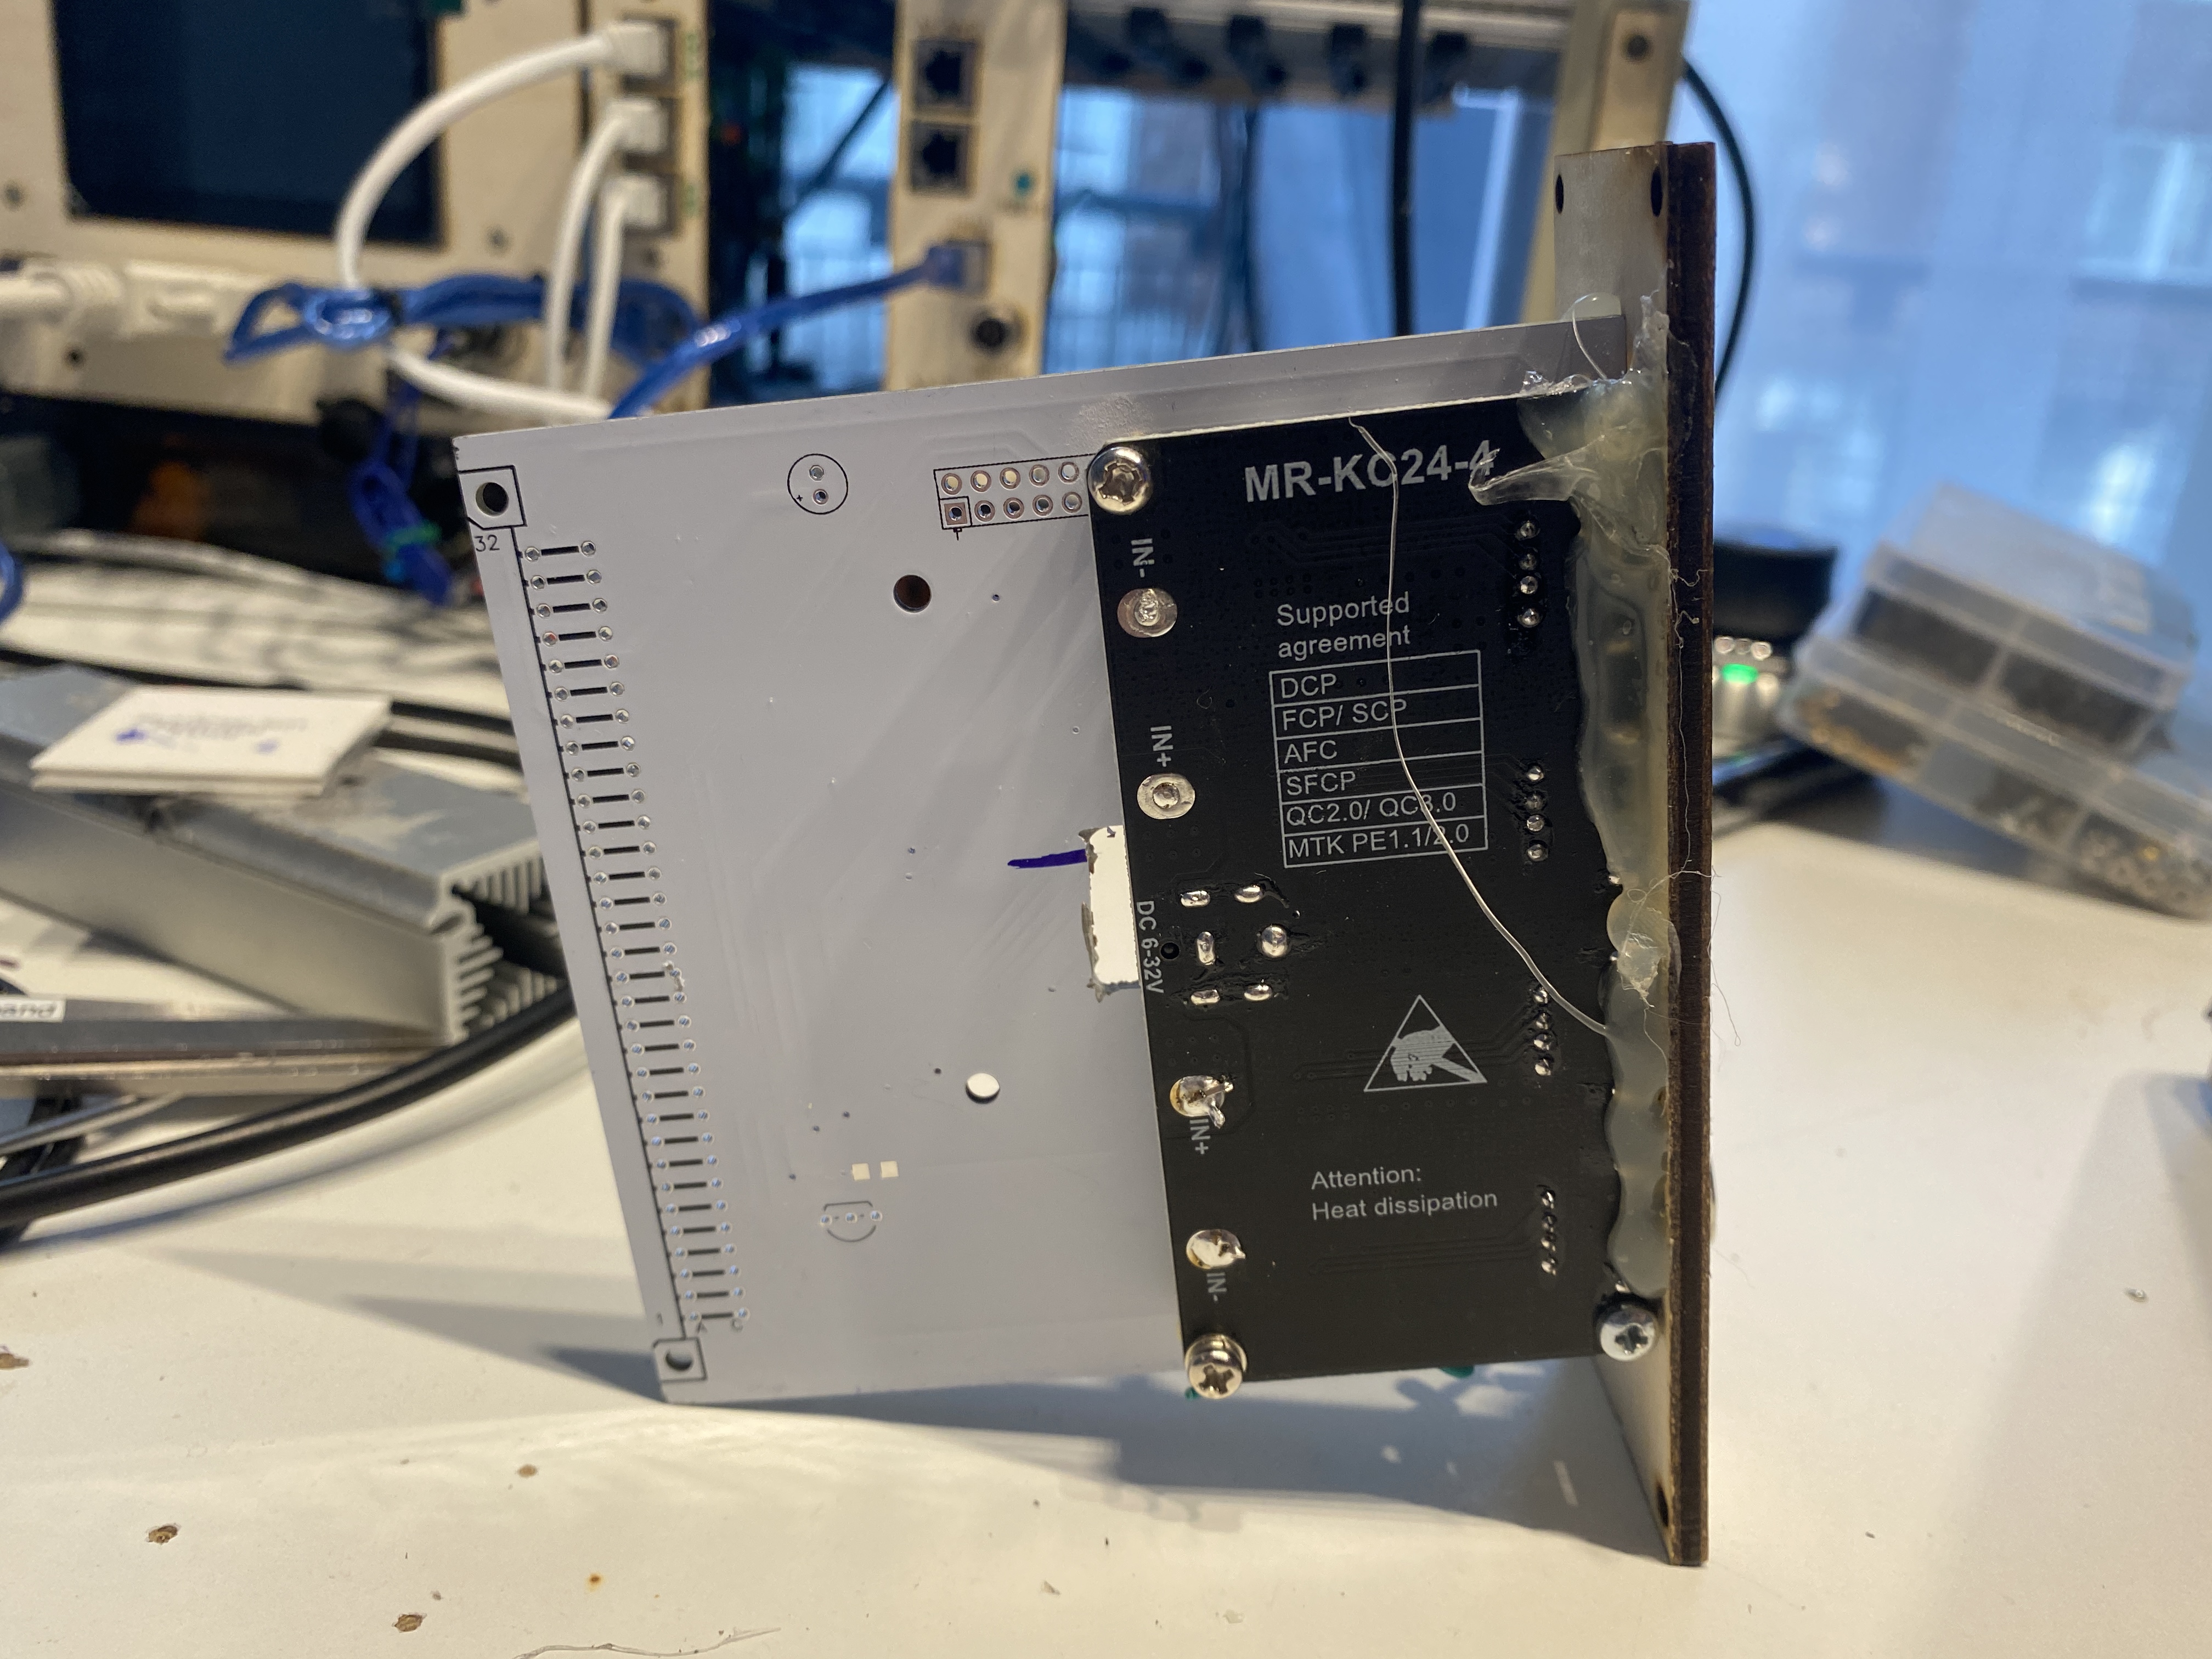 32
MR-KC24-4
IN-
Supported
agreement
DCP
FCP/ SCP
AFC
SFCP
QC2.0/ QC3.0
MTK PE1.1/2.0
IN+
DC 6-32V
IN+
Attention:
Heat dissipation
IN-